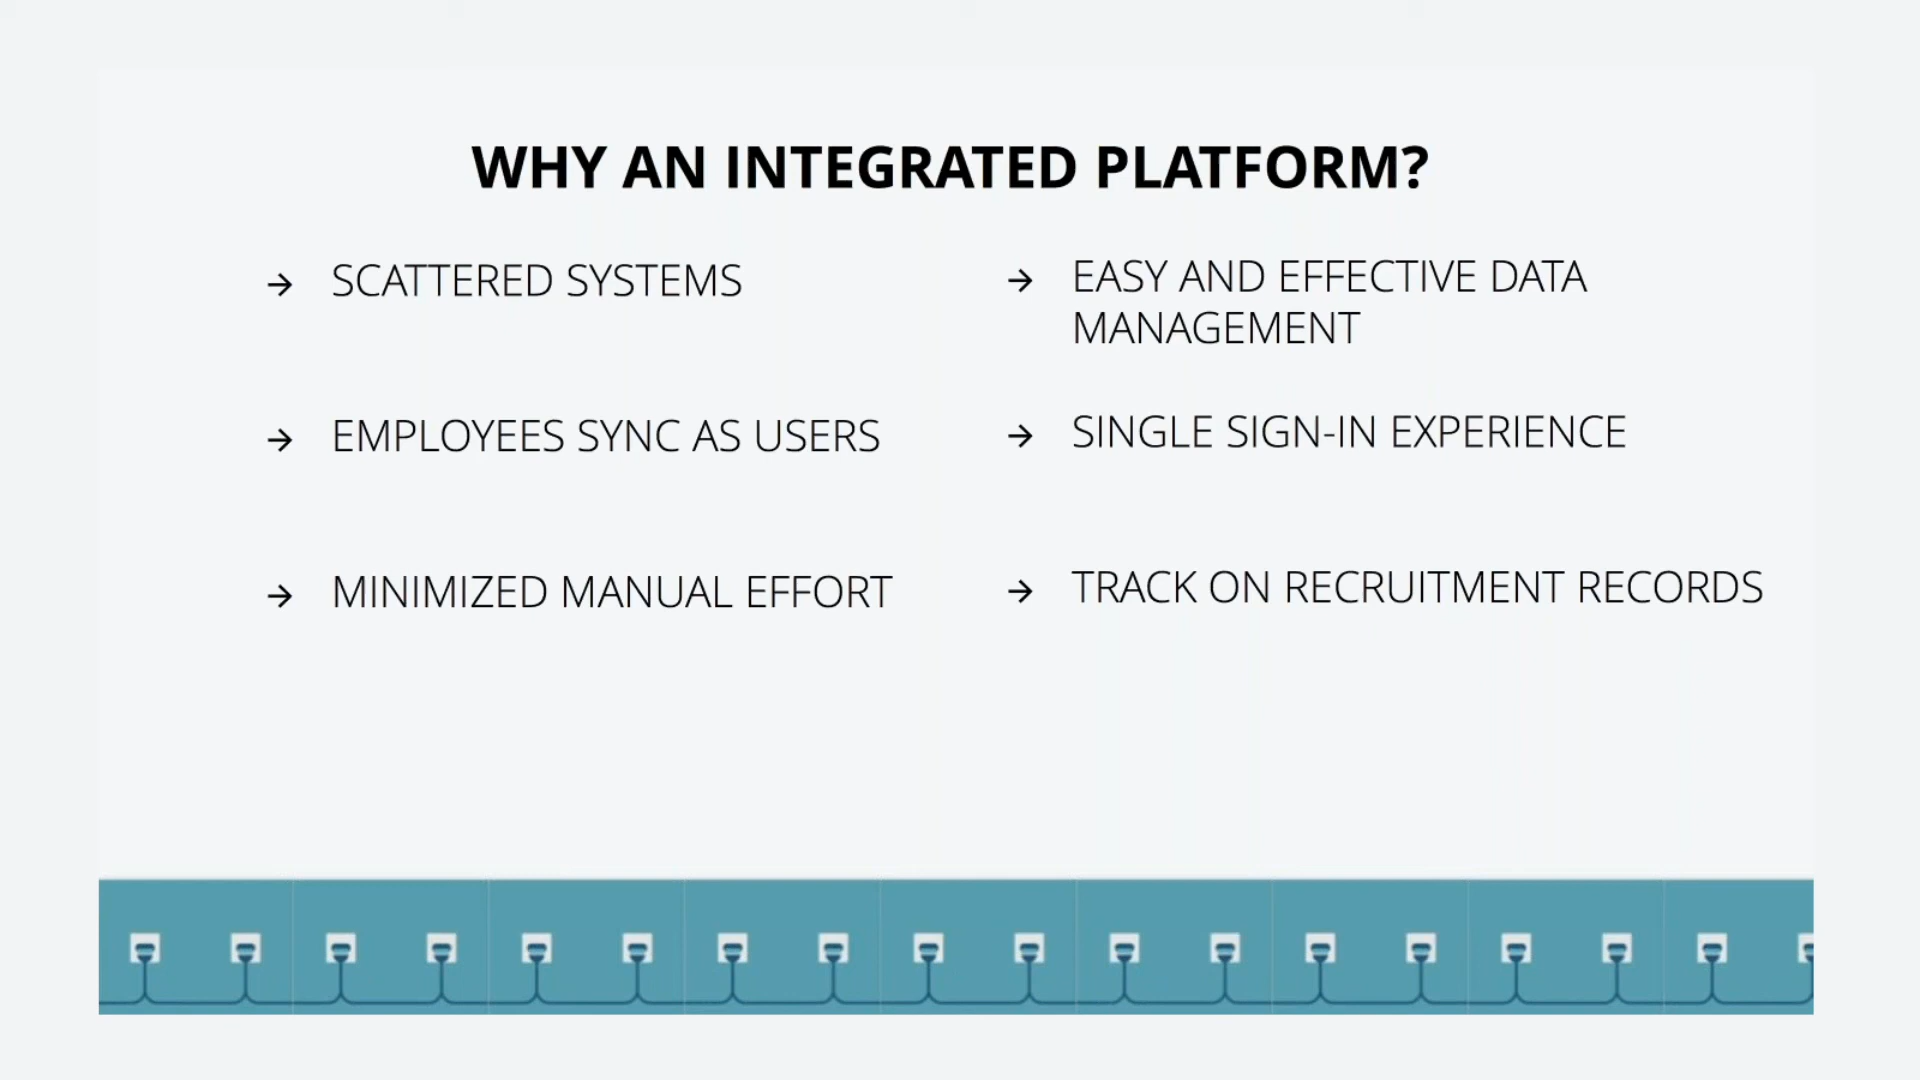 WHY AN INTEGRATED PLATFORM?
→ SCATTERED SYSTEMS
→ EMPLOYEES SYNC AS USERS
→ MINIMIZED MANUAL EFFORT
→ EASY AND EFFECTIVE DATA
MANAGEMENT
→ SINGLE SIGN-IN EXPERIENCE
→ TRACK ON RECRUITMENT RECORDS